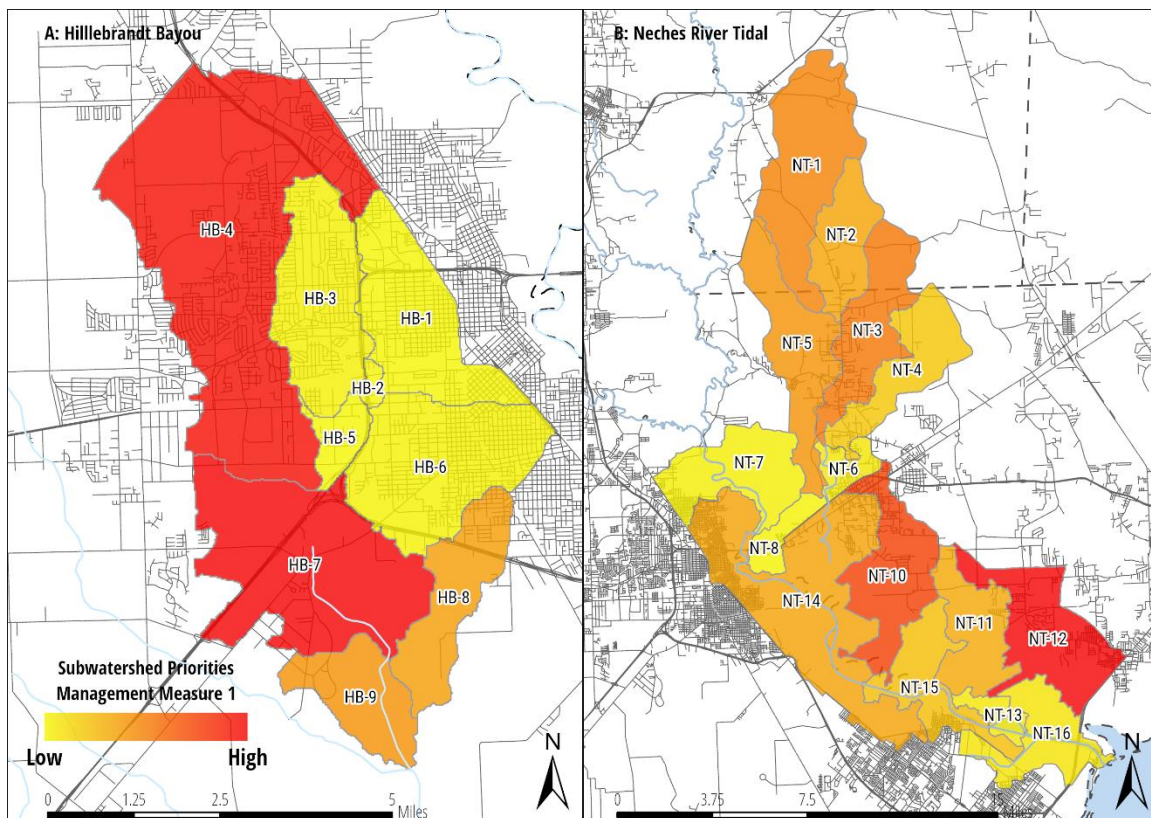 A: Hilllebrandt Bayou
HB-4
HB-3
HB-1
HB-2
HB-5
HB-6
HB-7
HB-8
HB-9
Subwatershed Priorities
Management Measure 1
Low High
N
0 1.25 2.5 5
Miles
B: Neches River Tidal
NT-1
NT-2
NT-3
NT-5
NT-4
NT-7
NT-6
NT-8
NT-10
NT-14
NT-11
NT-12
NT-15
NT-13
NT-16
N
0 3.75 7.5 15
Miles